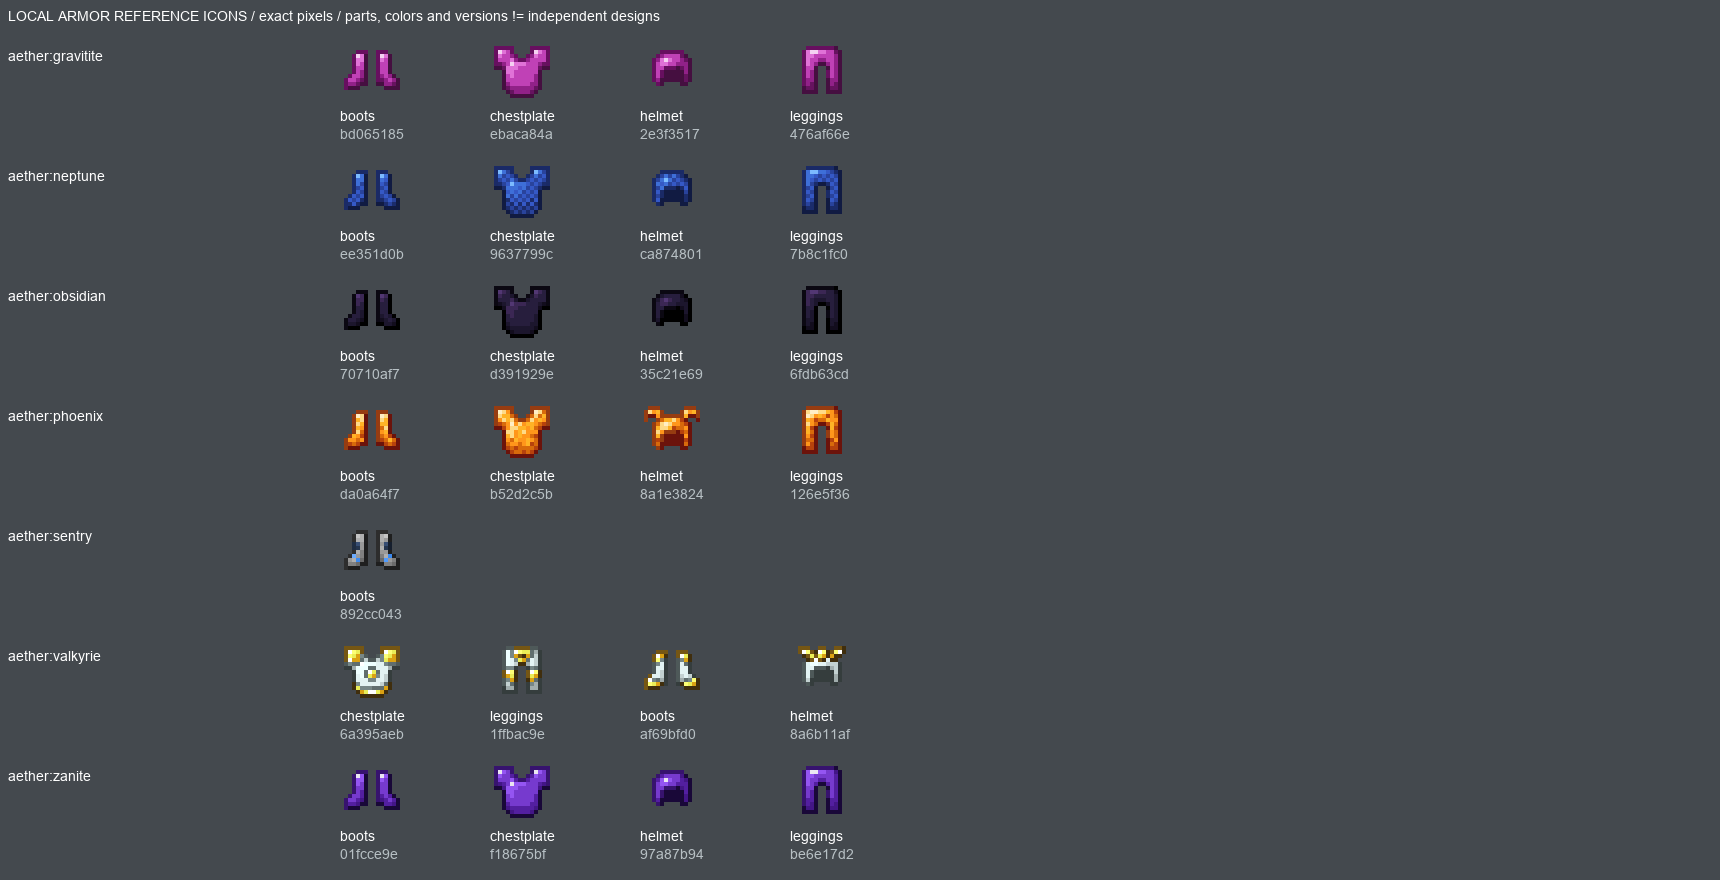 LOCAL ARMOR REFERENCE ICONS / exact pixels / parts, colors and versions != independent designs
aether:gravitite
boots chestplate helmet leggings
bd065185 ebaca84a 2e3f3517 476af66e
aether:neptune
boots chestplate helmet leggings
ee351d0b 9637799c ca874801 7b8c1fc0
aether:obsidian
boots chestplate helmet leggings
70710af7 d391929e 35c21e69 6fdb63cd
aether:phoenix
boots chestplate helmet leggings
da0a64f7 b52d2c5b 8a1e3824 126e5f36
aether:sentry
boots
892cc043
aether:valkyrie
chestplate leggings boots helmet
6a395aeb 1ffbac9e af69bfd0 8a6b11af
aether:zanite
boots chestplate helmet leggings
01fcce9e f18675bf 97a87b94 be6e17d2